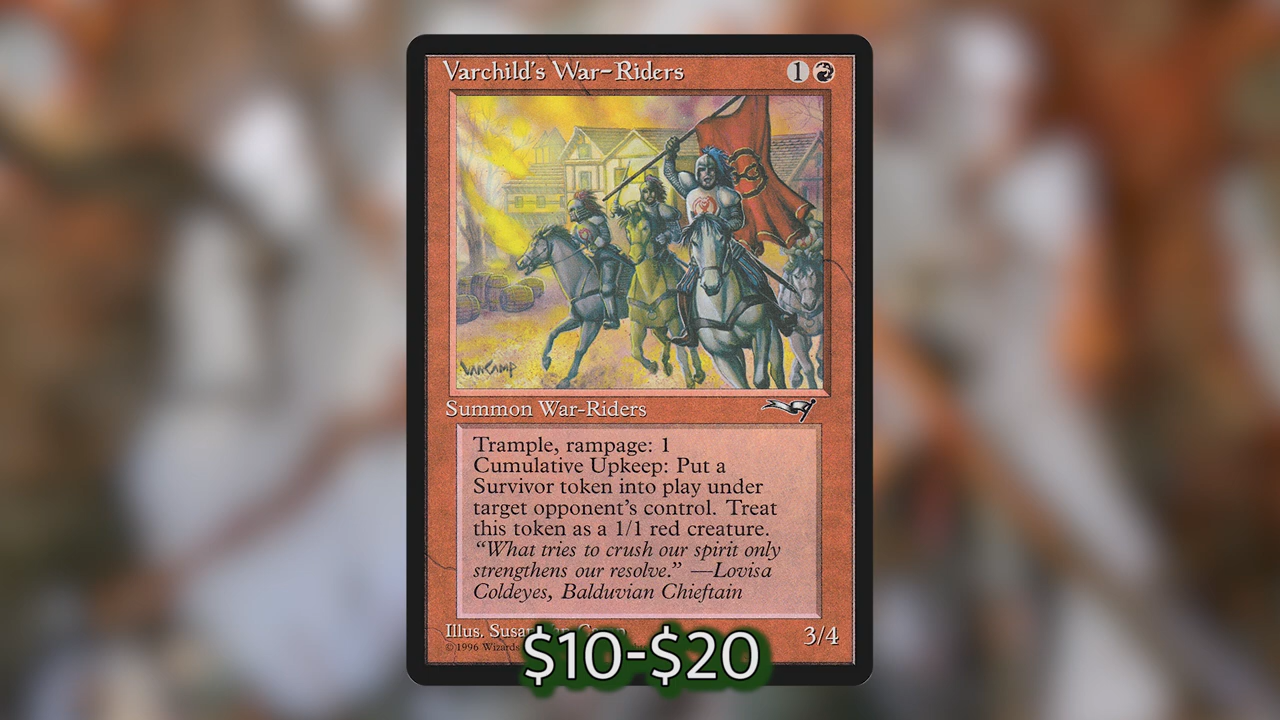 Varchild's War-Riders 1
VANCAMP
Summon War-Riders
Trample, rampage: 1
Cumulative Upkeep: Put a
Survivor token into play under
target opponent's control. Treat
this token as a 1/1 red creature.
"What tries to crush our spirit only
strengthens our resolve." —Lovisa
Coldeyes, Balduvian Chieftain
Illus. 3/4
© 1996 Wizards
$10-$20